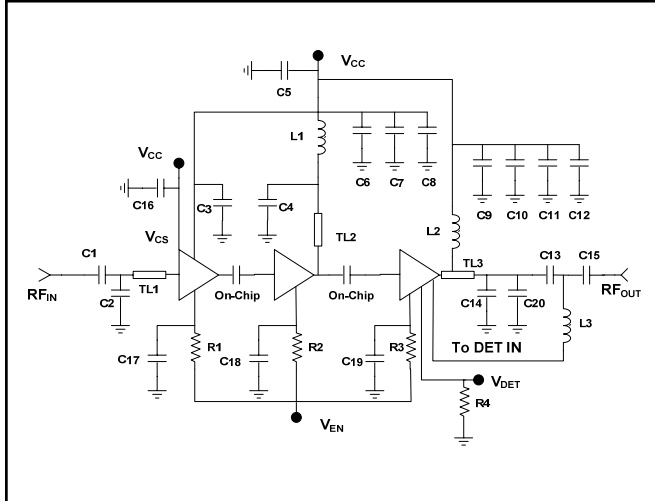 VCC
C5
L1
VCC
C6 C7 C8
C16
C3
C4
C9 C10 C11 C12
VCS
L2
C1
TL2
TL3
C13 C15
RFIN
C2
TL1
On-Chip
On-Chip
C14 C20
RFOUT
L3
To DET IN
C17
R1
C18
R2
C19
R3
VDET
R4
VEN